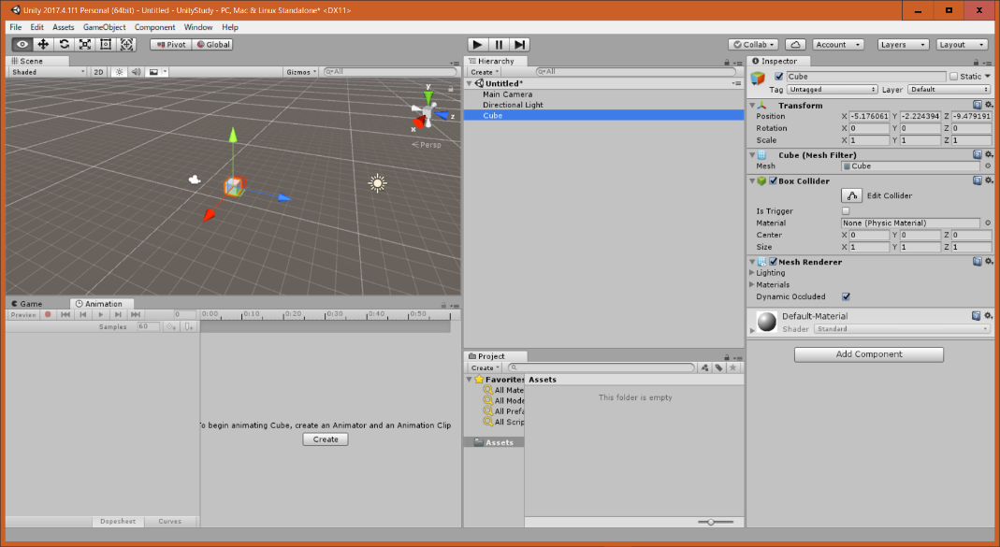 Unity 2017.4.1f1 Personal (64bit) - Untitled - UnityStudy - PC, Mac & Linux Standalone* <DX11>
File Edit Assets GameObject Component Window Help
Pivot Global
Collab Account Layers Layout
Scene
Shaded 2D Gizmos All
y
x
z
Persp
Game Animation
Preview 0 0:00 0:10 0:20 0:30 0:40 0:50
Samples 60
To begin animating Cube, create an Animator and an Animation Clip
Create
Dopesheet Curves
Hierarchy
Create All
Untitled*
Main Camera
Directional Light
Cube
Project
Create
Favorites
All Mate
All Mode
All Prefa
All Scrip
Assets
Assets
This folder is empty
Inspector
Cube Static
Tag Untagged Layer Default
Transform
Position X -5.176061 Y -2.224394 Z -9.479191
Rotation X 0 Y 0 Z 0
Scale X 1 Y 1 Z 1
Cube (Mesh Filter)
Mesh Cube
Box Collider
Edit Collider
Is Trigger
Material None (Physic Material)
Center X 0 Y 0 Z 0
Size X 1 Y 1 Z 1
Mesh Renderer
Lighting
Materials
Dynamic Occluded
Default-Material
Shader Standard
Add Component